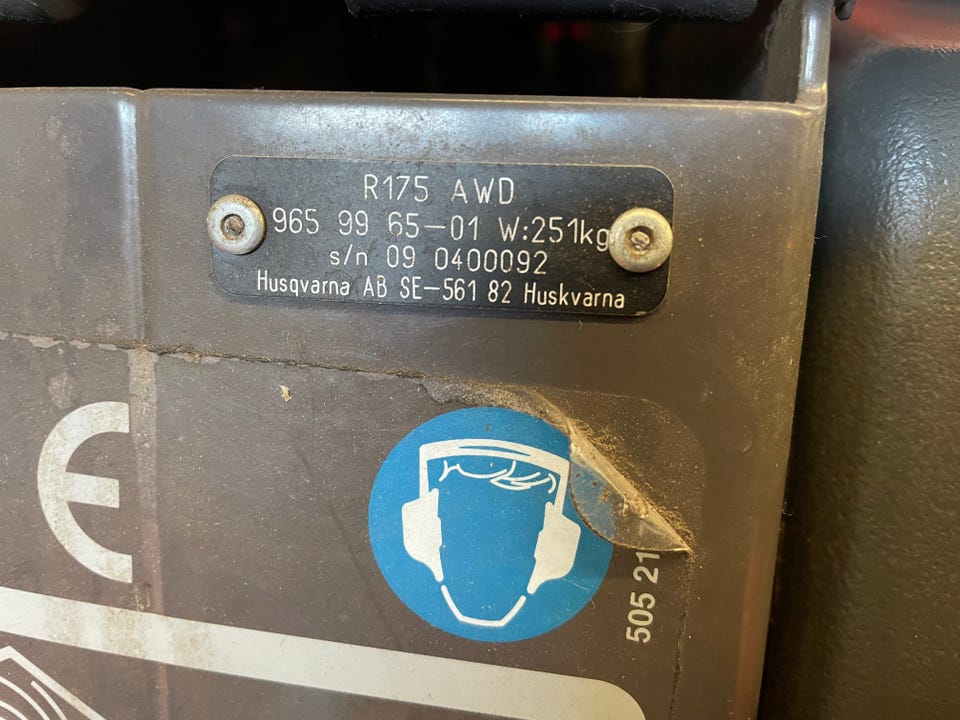 R175 AWD
965 99 65-01 W:251kg
s/n 09 0400092
Husqvarna AB SE-561 82 Huskvarna
505 21